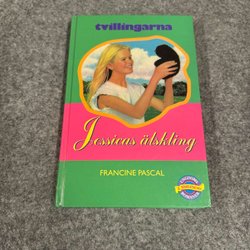 tvillingarna
Jessicas älskling
FRANCINE PASCAL